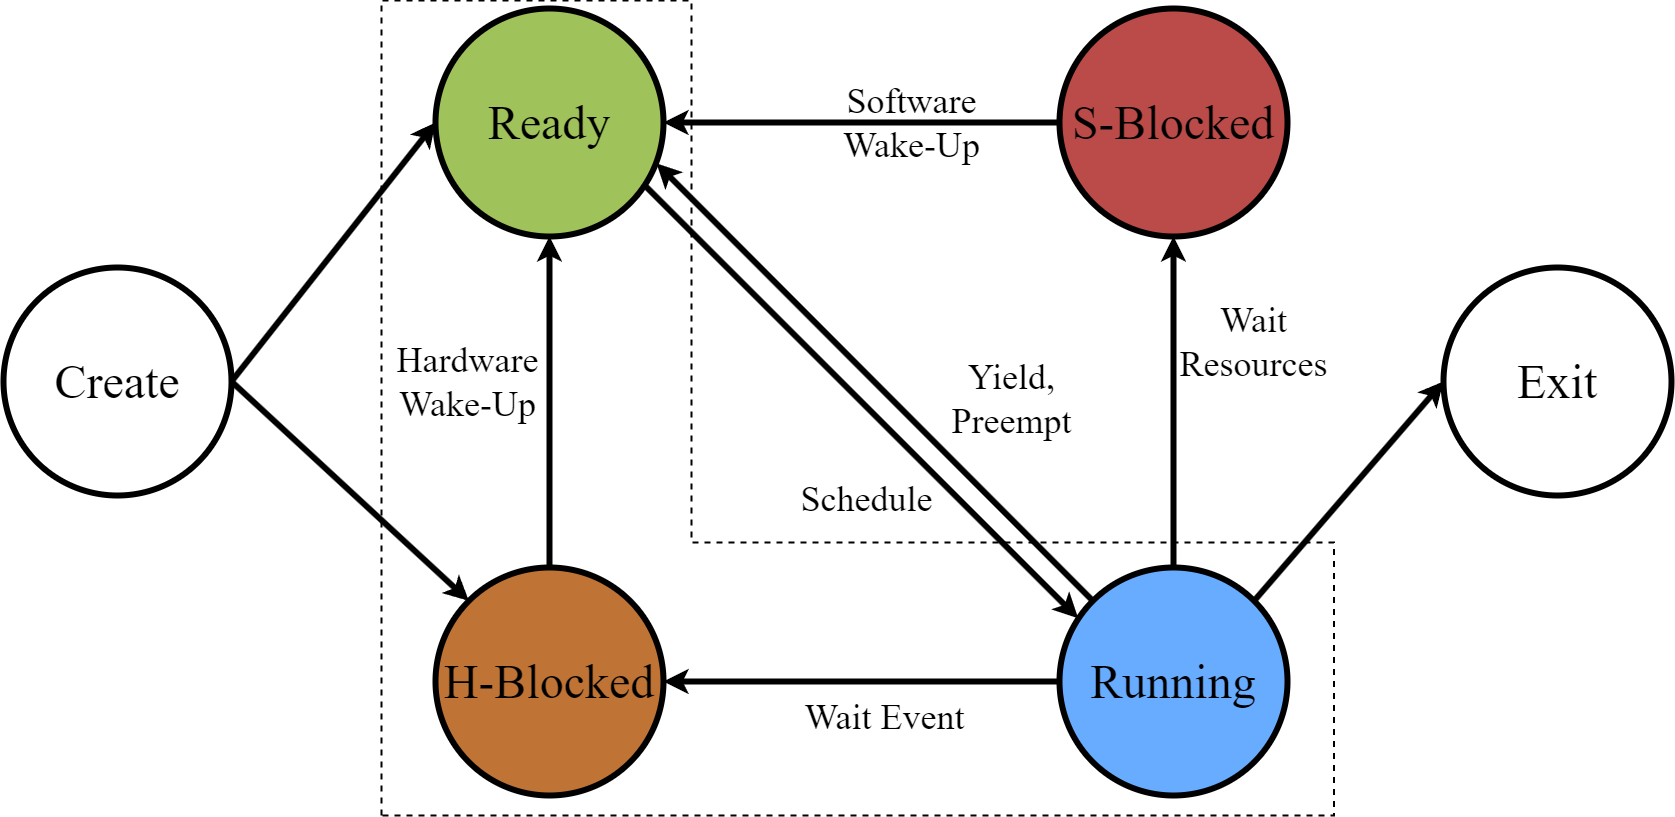 Ready
Software
Wake-Up
S-Blocked
Create
Hardware
Wake-Up
Yield,
Preempt
Schedule
Wait
Resources
Exit
H-Blocked
Wait Event
Running